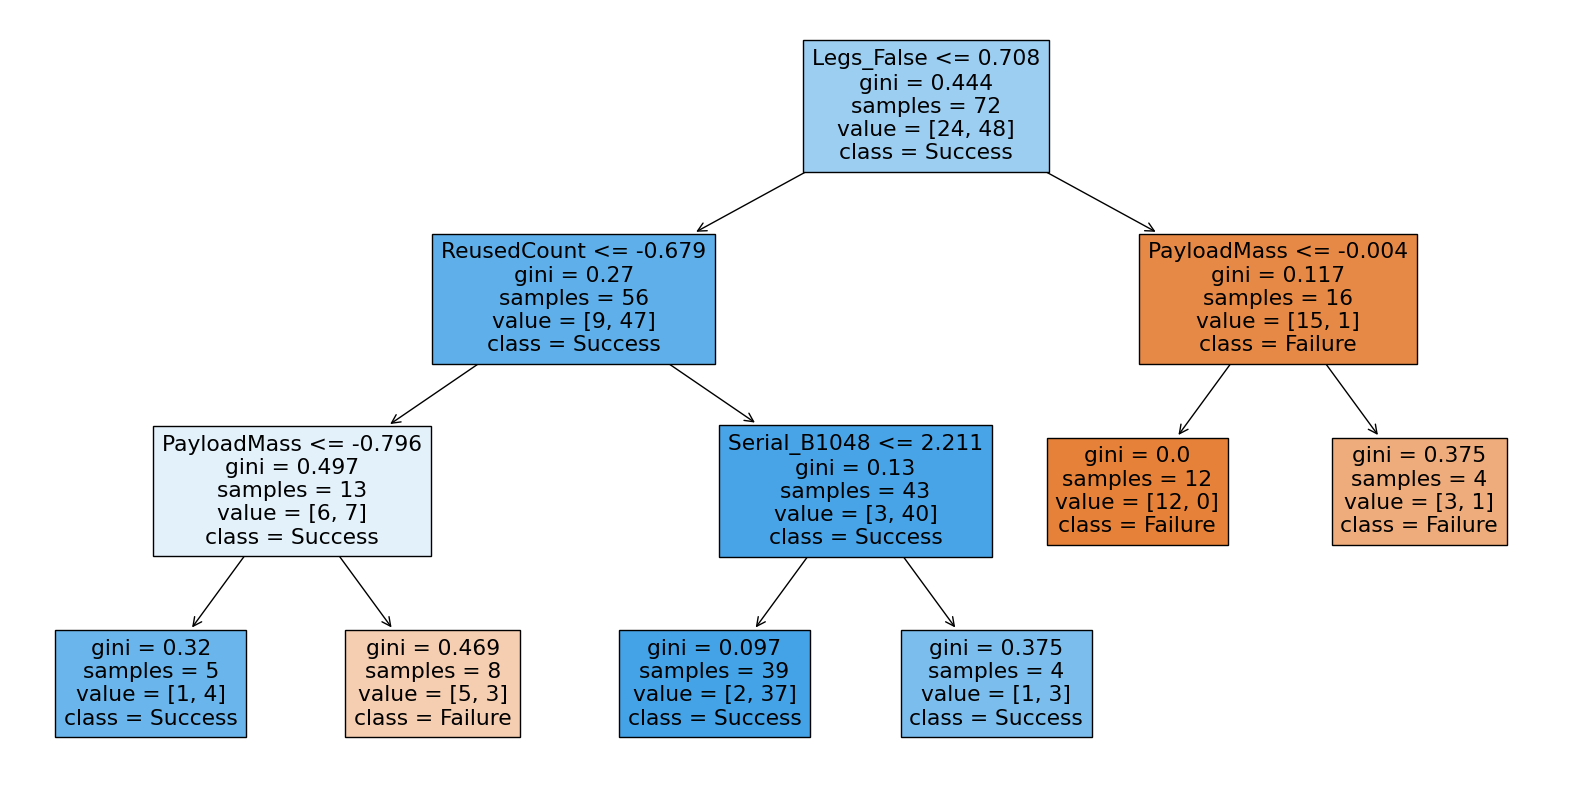 Legs_False <= 0.708
gini = 0.444
samples = 72
value = [24, 48]
class = Success
ReusedCount <= -0.679
gini = 0.27
samples = 56
value = [9, 47]
class = Success
PayloadMass <= -0.004
gini = 0.117
samples = 16
value = [15, 1]
class = Failure
PayloadMass <= -0.796
gini = 0.497
samples = 13
value = [6, 7]
class = Success
Serial_B1048 <= 2.211
gini = 0.13
samples = 43
value = [3, 40]
class = Success
gini = 0.0
samples = 12
value = [12, 0]
class = Failure
gini = 0.375
samples = 4
value = [3, 1]
class = Failure
gini = 0.32
samples = 5
value = [1, 4]
class = Success
gini = 0.469
samples = 8
value = [5, 3]
class = Failure
gini = 0.097
samples = 39
value = [2, 37]
class = Success
gini = 0.375
samples = 4
value = [1, 3]
class = Success